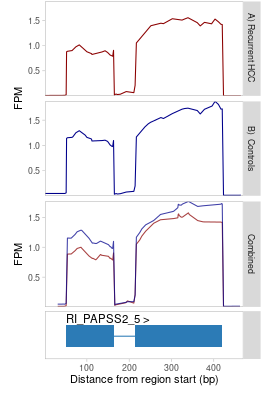 1.5
1.0
0.5
FPM
A) Recurrent HCC
1.5
1.0
0.5
B): Controls
1.5
1.0
0.5
FPM
Combined
RI_PAPSS2_5 >
100 200 300 400
Distance from region start (bp)